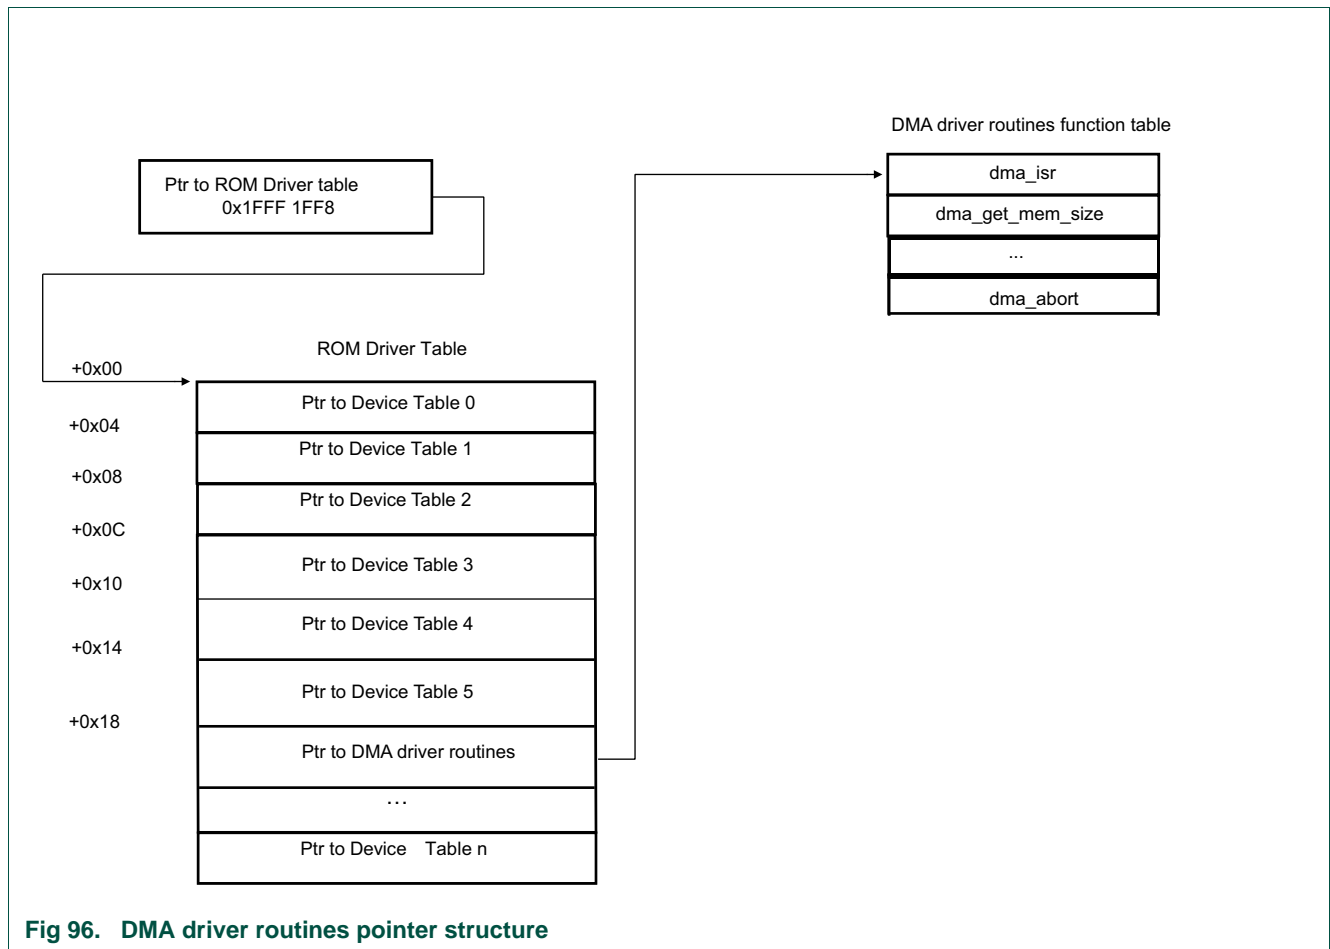 DMA driver routines function table
dma_isr
dma_get_mem_size
...
dma_abort
Ptr to ROM Driver table
0x1FFF 1FF8
ROM Driver Table
+0x00
Ptr to Device Table 0
+0x04
Ptr to Device Table 1
+0x08
Ptr to Device Table 2
+0x0C
Ptr to Device Table 3
+0x10
Ptr to Device Table 4
+0x14
Ptr to Device Table 5
+0x18
Ptr to DMA driver routines
...
Ptr to Device Table n
Fig 96. DMA driver routines pointer structure